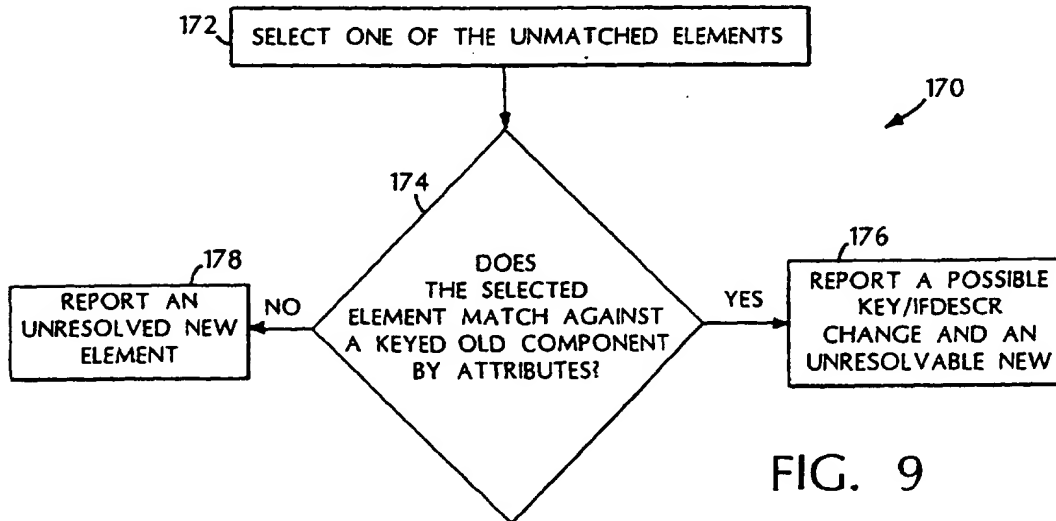 172
SELECT ONE OF THE UNMATCHED ELEMENTS
170
174
DOES
THE SELECTED
ELEMENT MATCH AGAINST
A KEYED OLD COMPONENT
BY ATTRIBUTES?
178
REPORT AN
UNRESOLVED NEW
ELEMENT
NO
YES
176
REPORT A POSSIBLE
KEY/IFDESCR
CHANGE AND AN
UNRESOLVABLE NEW
FIG. 9